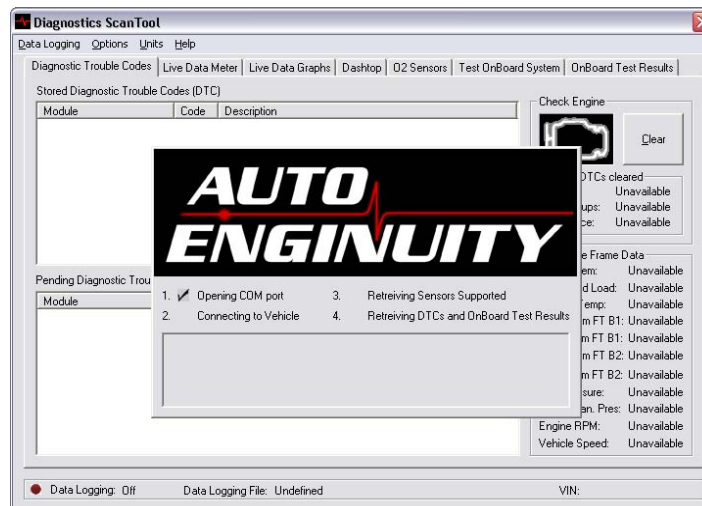 Diagnostics ScanTool
Data Logging Options Units Help
Diagnostic Trouble Codes Live Data Meter Live Data Graphs Dashtop O2 Sensors Test OnBoard System OnBoard Test Results
Stored Diagnostic Trouble Codes (DTC)
Module Code Description
Check Engine
Clear
DTCs cleared
Unavailable
ups: Unavailable
ce: Unavailable
AUTO
ENGINUITY
1. Opening COM port 3. Retreiving Sensors Supported
2. Connecting to Vehicle 4. Retreiving DTCs and OnBoard Test Results
Pending Diagnostic Trou
Module
e Frame Data
em: Unavailable
d Load: Unavailable
Temp: Unavailable
m FT B1: Unavailable
m FT B1: Unavailable
m FT B2: Unavailable
m FT B2: Unavailable
sure: Unavailable
an. Pres: Unavailable
Engine RPM: Unavailable
Vehicle Speed: Unavailable
Data Logging: Off Data Logging File: Undefined VIN: